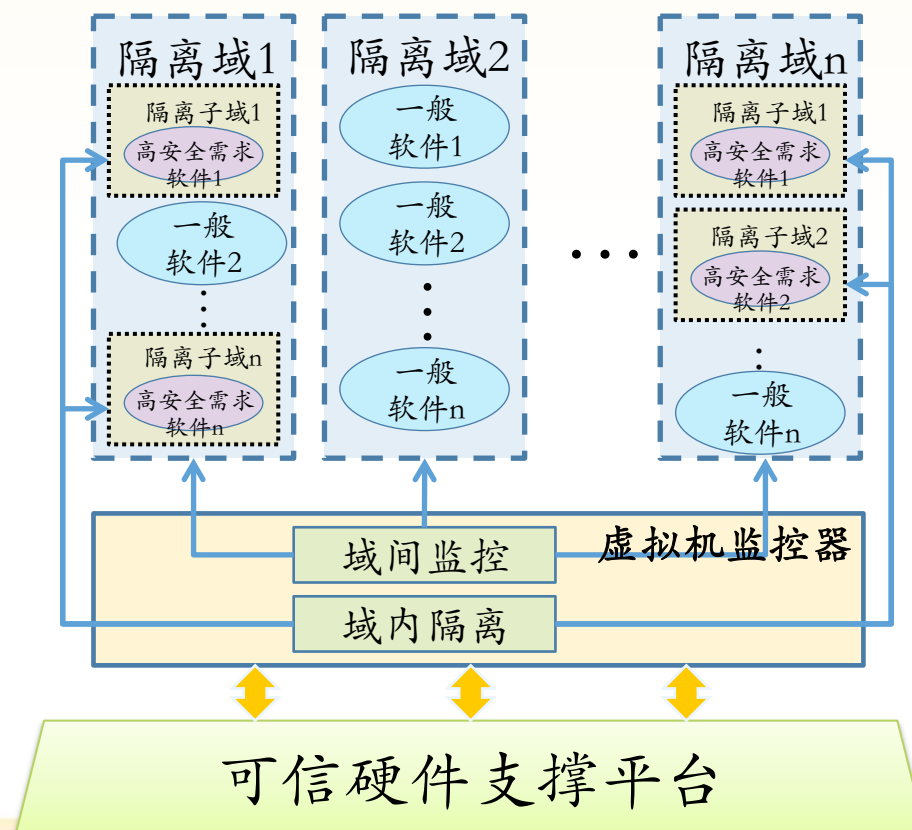 隔离域1
隔离子域1
高安全需求
软件1
一般
软件2
隔离子域n
高安全需求
软件n
隔离域2
一般
软件1
一般
软件2
一般
软件n
隔离域n
隔离子域1
高安全需求
软件1
隔离子域2
高安全需求
软件2
一般
软件n
虚拟机监控器
域间监控
域内隔离
可信硬件支撑平台